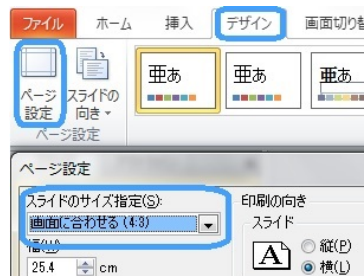 ファイル ホーム 挿入 デザイン 画面切り替
ページ設定 スライドの向き
亜あ 亜あ 亜あ
ページ設定
ページ設定
スライドのサイズ指定(S): 印刷の向き
画面に合わせる (4:3) スライド
幅(W) A 縦(P)
25.4 cm 横(L)